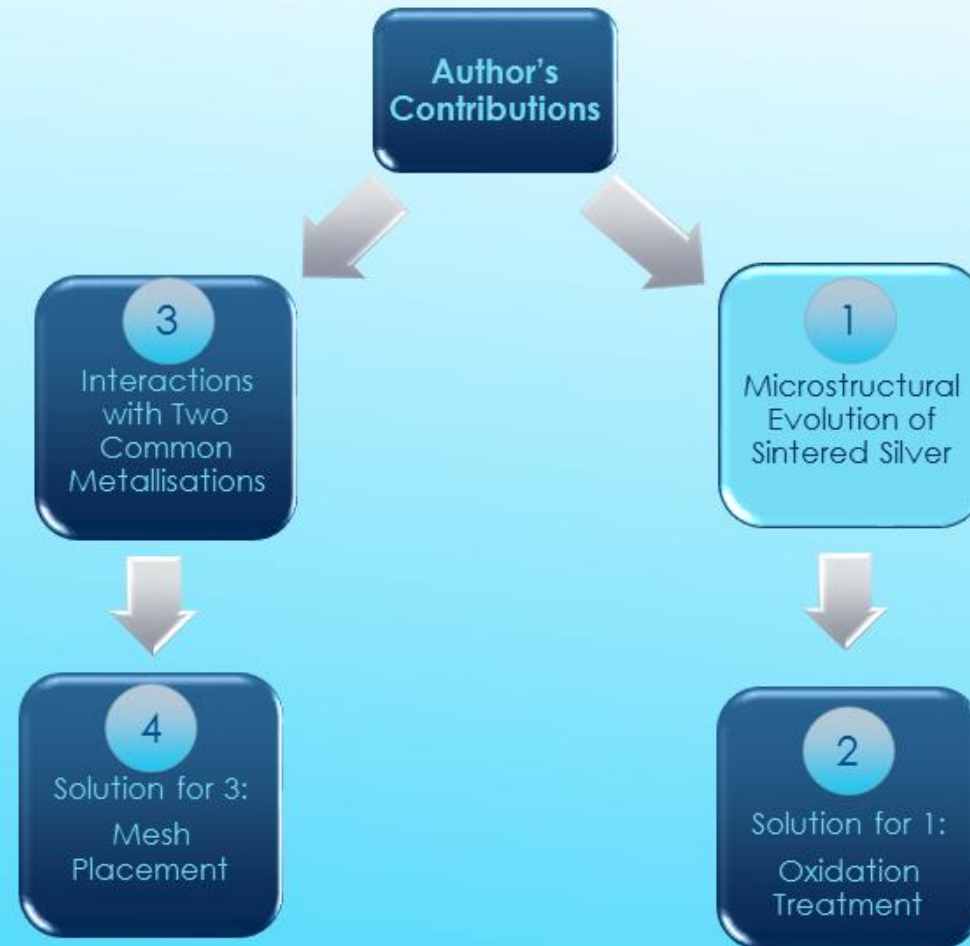 Author's
Contributions
3
Interactions
with Two
Common
Metallisations
1
Microstructural
Evolution of
Sintered Silver
4
Solution for 3:
Mesh
Placement
2
Solution for 1:
Oxidation
Treatment